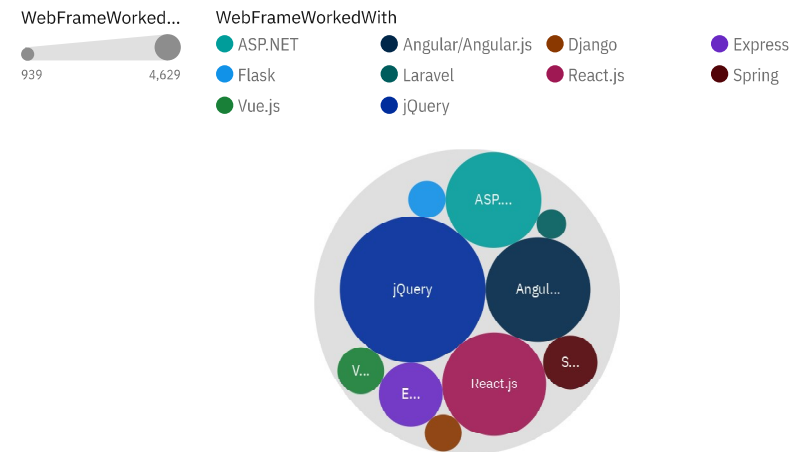 WebFrameWorked... WebFrameWorkedWith
939 4,629
ASP.NET Angular/Angular.js Django Express
Flask Laravel React.js Spring
Vue.js jQuery
ASP....
jQuery Angul...
V... S...
E... React.js